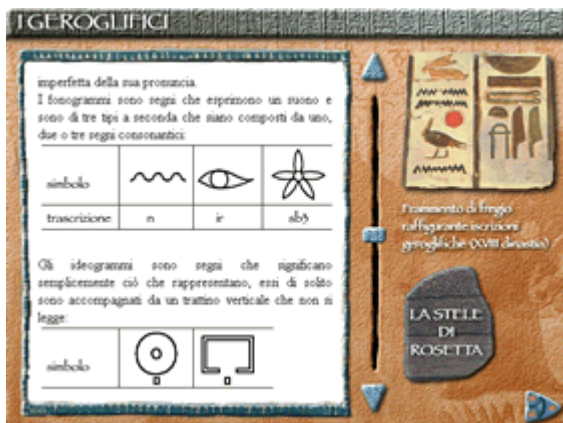 I GEROGLIFICI
imperfetta della sua pronuncia.
I fonogrammi sono segni che esprimono un suono e
sono di tre tipi a seconda che siano composti da uno,
due o tre segni consonantici:
simbolo
trascrizione n ir sb3
Gli ideogrammi sono segni che significano
semplicemente ciò che rappresentano, essi di solito
sono accompagnati da un trattino verticale che non si
legge:
simbolo
Frammento di fregio
raffigurante iscrizioni
geroglifiche (XVIII dinastia)
LA STELE
DI
ROSETTA